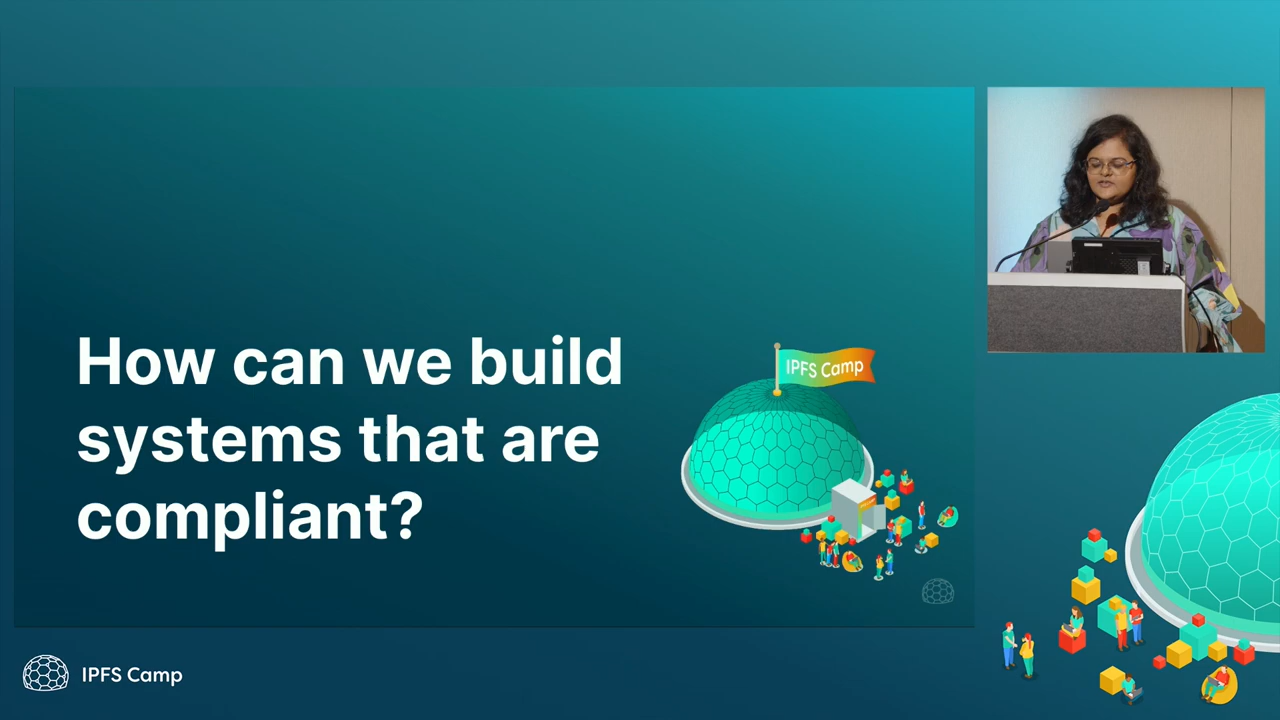 How can we build
systems that are
compliant?
IPFS Camp
IPFS Camp